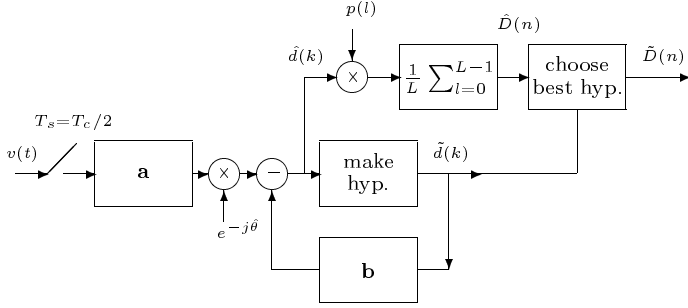 p(l)
D̂(n)
d̂(k)
×
1/L ∑_{l=0}^{L−1}
choose
best hyp.
D̃(n)
T_s=T_c/2
v(t)
a
×
−
make
hyp.
d̃(k)
e^{−jθ̂}
b